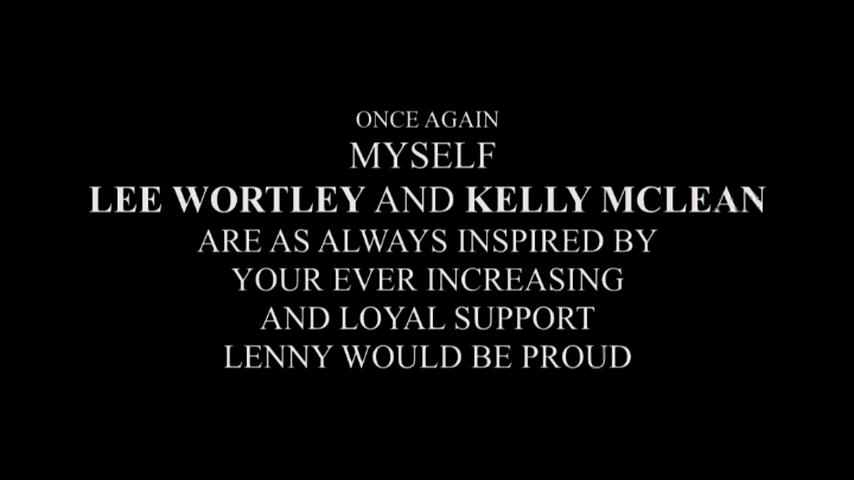 ONCE AGAIN
MYSELF
LEE WORTLEY AND KELLY MCLEAN
ARE AS ALWAYS INSPIRED BY
YOUR EVER INCREASING
AND LOYAL SUPPORT
LENNY WOULD BE PROUD